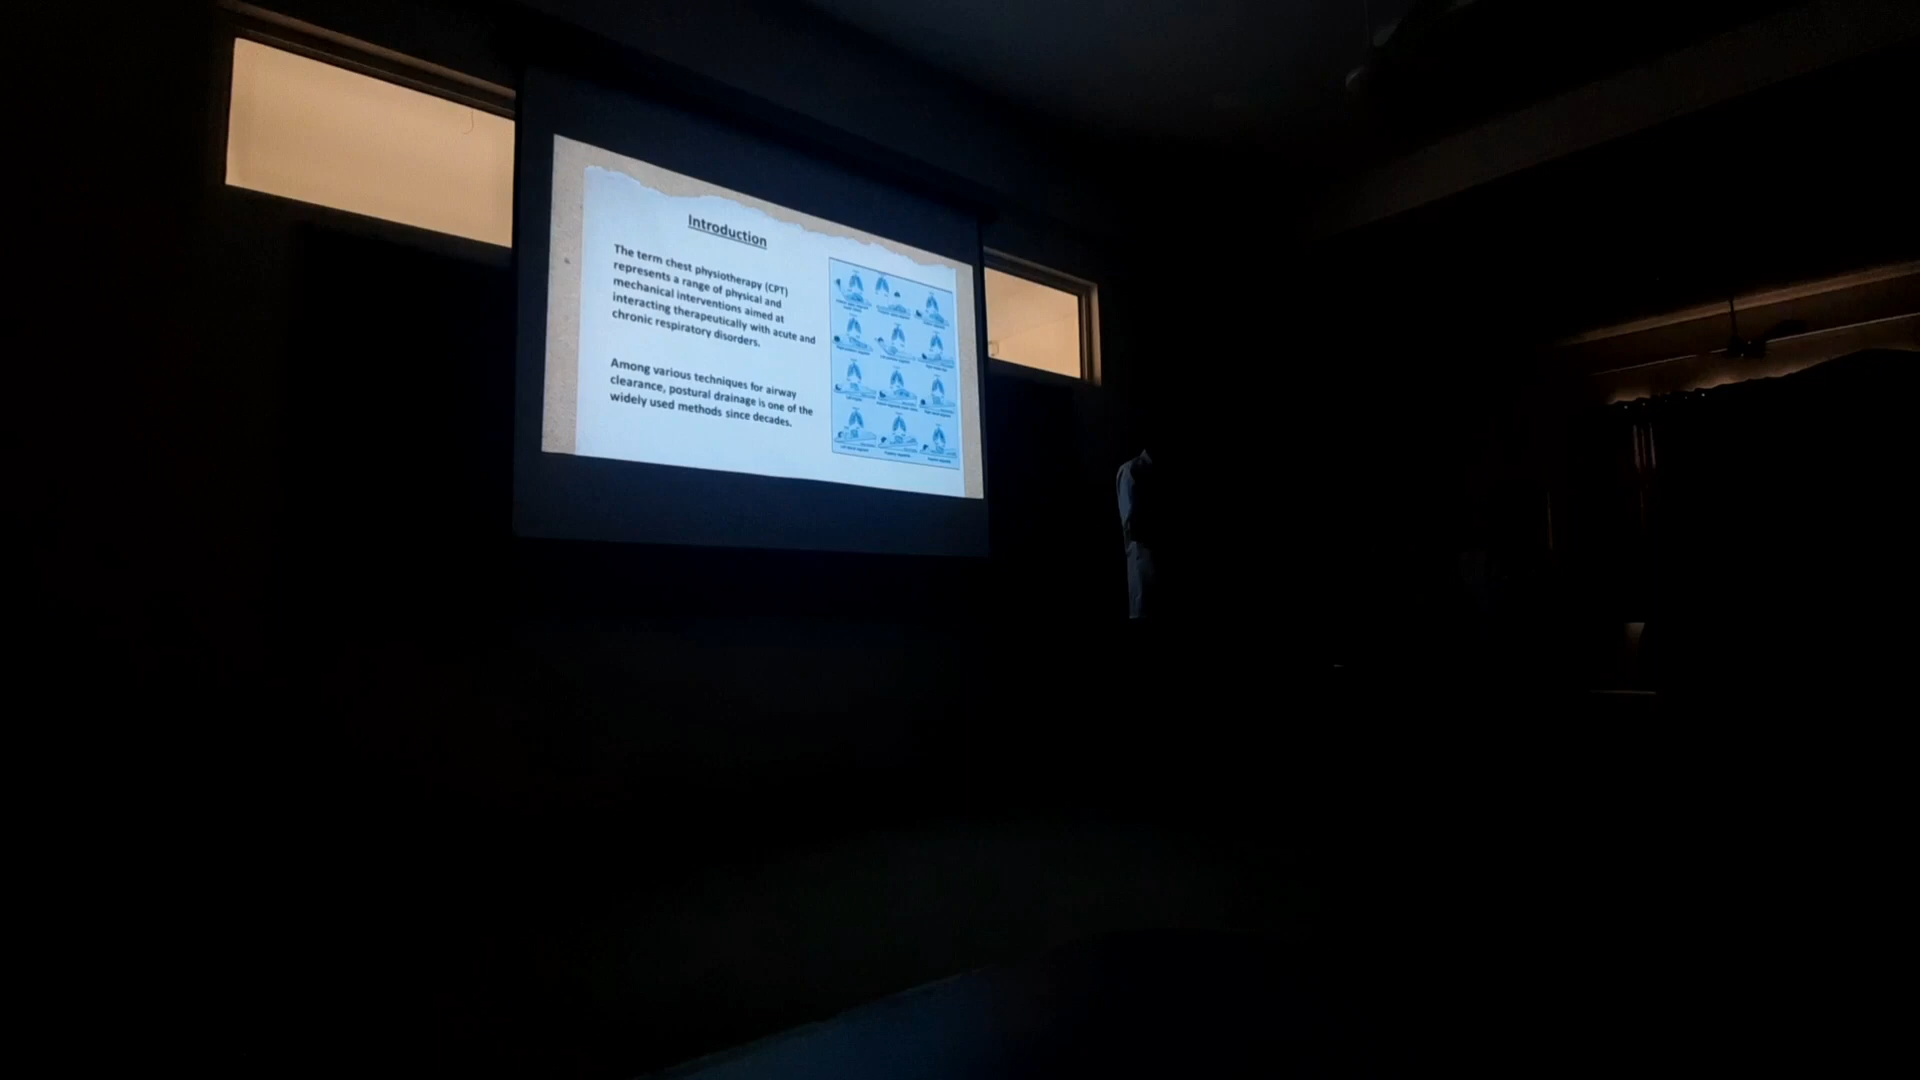 Introduction
The term chest physiotherapy (CPT)
represents a range of physical and
mechanical interventions aimed at
interacting therapeutically with acute and
chronic respiratory disorders.
Among various techniques for airway
clearance, postural drainage is one of the
widely used methods since decades.